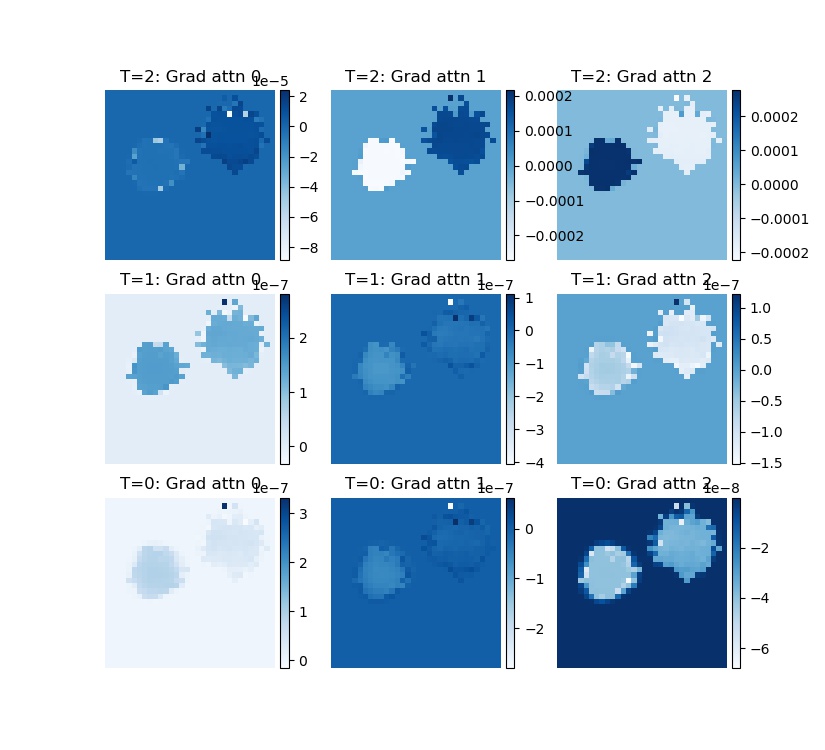 T=2: Grad attn 0
1e−5
2
0
−2
−4
−6
−8
T=2: Grad attn 1
0.0002
0.0001
0.0000
−0.0001
−0.0002
T=2: Grad attn 2
0.0002
0.0001
0.0000
−0.0001
−0.0002
T=1: Grad attn 0
1e−7
2
1
0
T=1: Grad attn 1
1e−7
1
0
−1
−2
−3
−4
T=1: Grad attn 2
1e−7
1.0
0.5
0.0
−0.5
−1.0
−1.5
T=0: Grad attn 0
1e−7
3
2
1
0
T=0: Grad attn 1
1e−7
0
−1
−2
T=0: Grad attn 2
1e−8
−2
−4
−6